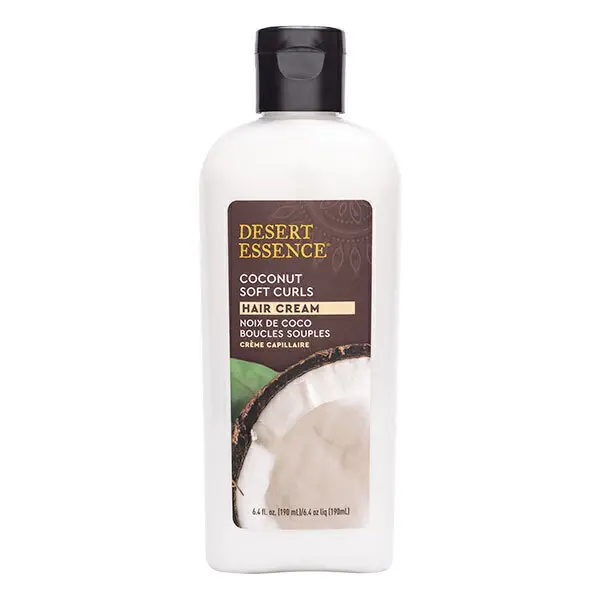 DESERT
ESSENCE®
COCONUT
SOFT CURLS
HAIR CREAM
NOIX DE COCO
BOUCLES SOUPLES
CRÈME CAPILLAIRE
6.4 fl. oz. (190 mL)/6.4 oz liq (190mL)